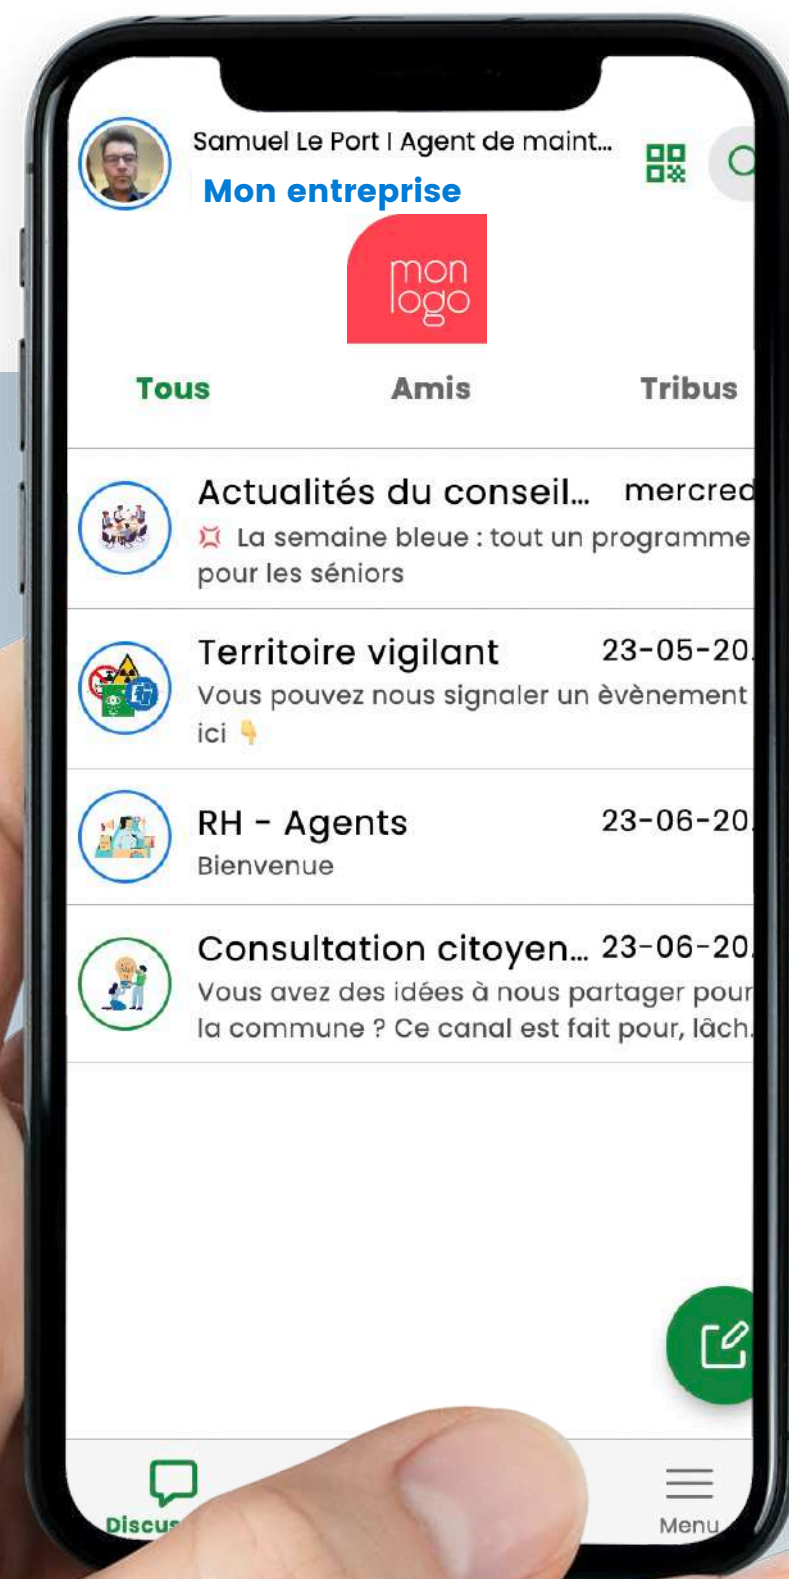 Samuel Le Port I Agent de maint...
Mon entreprise
mon
logo
Tous Amis Tribus
Actualités du conseil... mercred
💢 La semaine bleue : tout un programme
pour les séniors
Territoire vigilant 23-05-20.
Vous pouvez nous signaler un èvènement
ici 👇
RH - Agents 23-06-20.
Bienvenue
Consultation citoyen... 23-06-20.
Vous avez des idées à nous partager pour
la commune ? Ce canal est fait pour, lâch.
Discus Menu